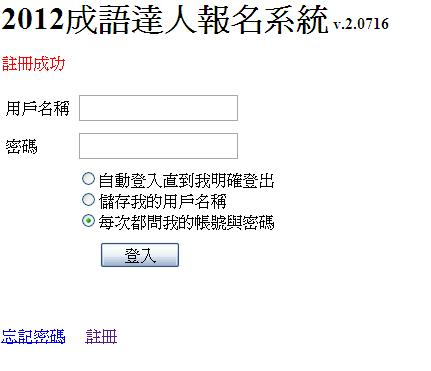 2012成語達人報名系統 v.2.0716
註冊成功
用戶名稱
密碼
自動登入直到我明確登出
儲存我的用戶名稱
每次都問我的帳號與密碼
登入
忘記密碼 註冊